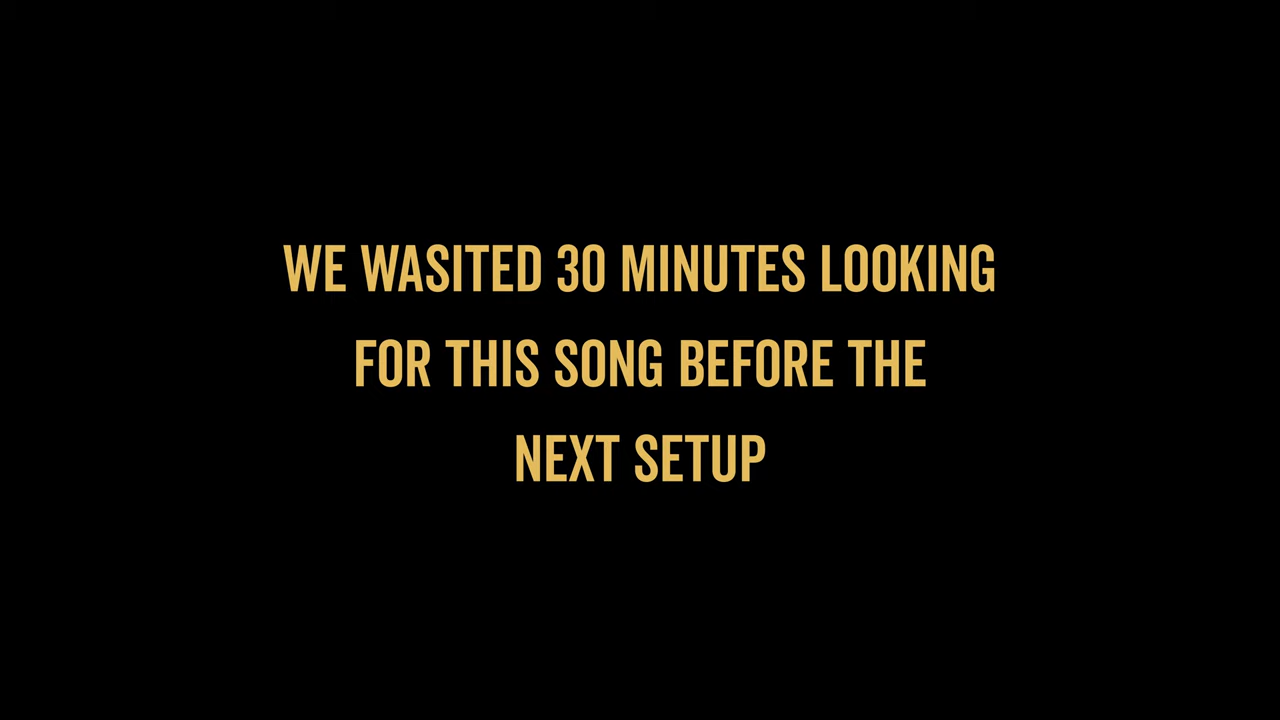 WE WASITED 30 MINUTES LOOKING
FOR THIS SONG BEFORE THE
NEXT SETUP